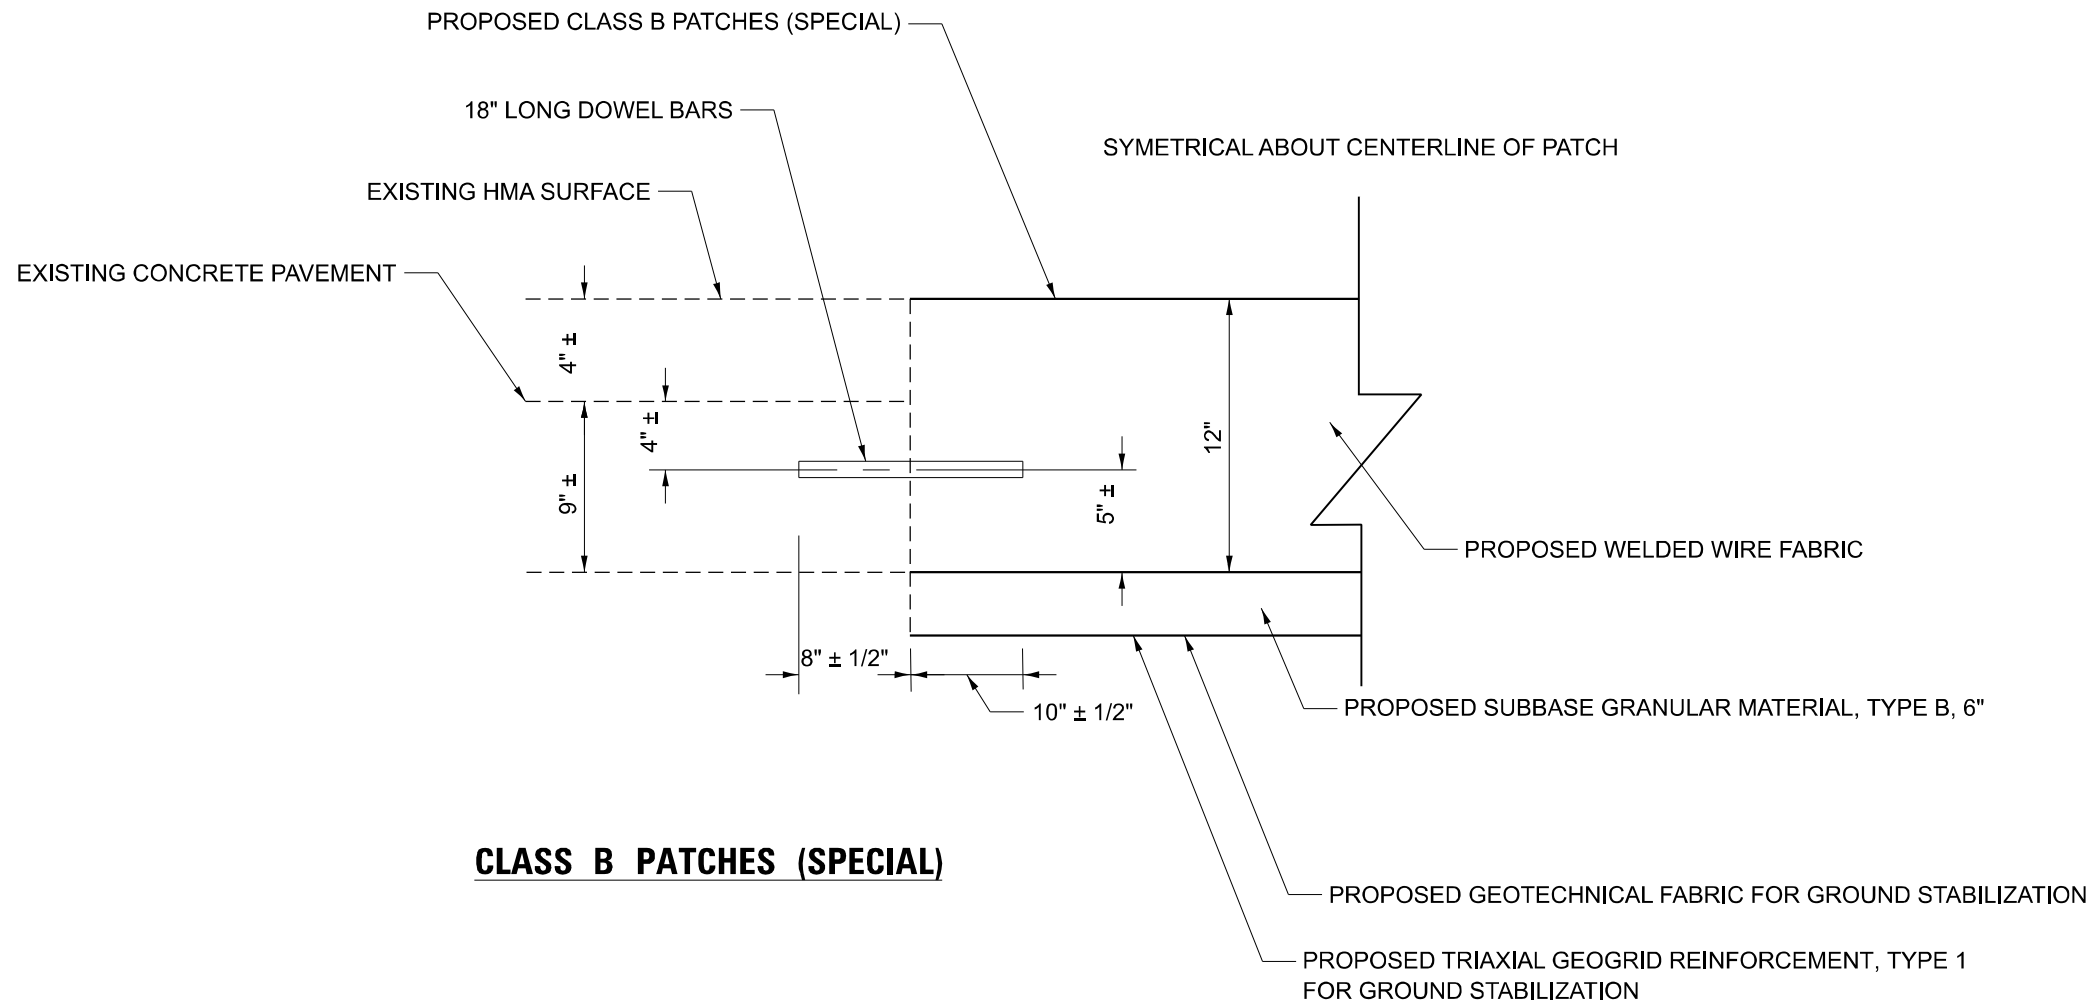 PROPOSED CLASS B PATCHES (SPECIAL)
18" LONG DOWEL BARS
SYMETRICAL ABOUT CENTERLINE OF PATCH
EXISTING HMA SURFACE
EXISTING CONCRETE PAVEMENT
4" ±
4" ±
12"
9" ±
5" ±
PROPOSED WELDED WIRE FABRIC
8" ± 1/2"
10" ± 1/2"
PROPOSED SUBBASE GRANULAR MATERIAL, TYPE B, 6"
CLASS B PATCHES (SPECIAL)
PROPOSED GEOTECHNICAL FABRIC FOR GROUND STABILIZATION
PROPOSED TRIAXIAL GEOGRID REINFORCEMENT, TYPE 1
FOR GROUND STABILIZATION